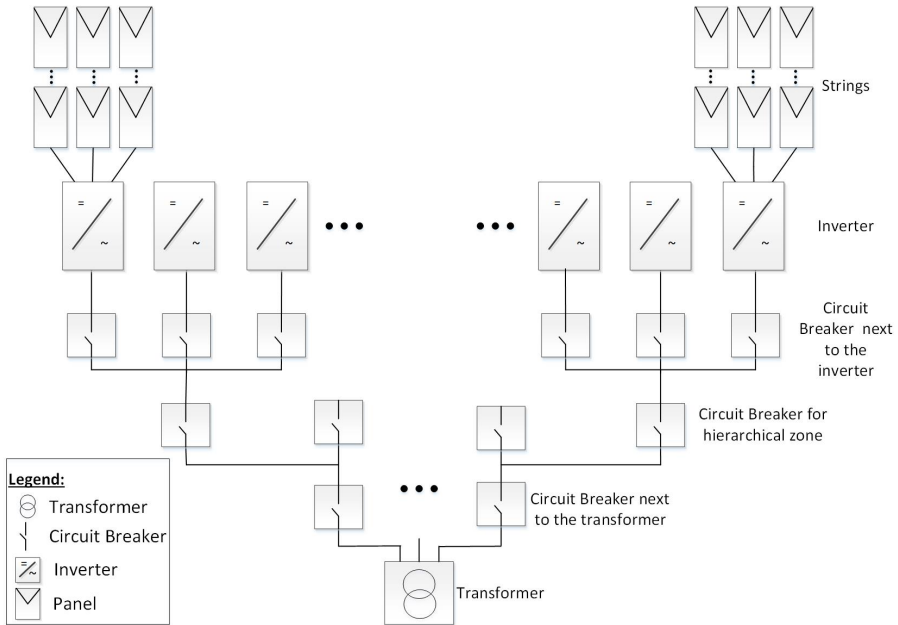 Strings
= ~
= ~
= ~
= ~
= ~
= ~
Inverter
Circuit
Breaker next
to the
inverter
Circuit Breaker for
hierarchical zone
Circuit Breaker next
to the transformer
Transformer
Legend:
Transformer
Circuit Breaker
= ~ Inverter
Panel